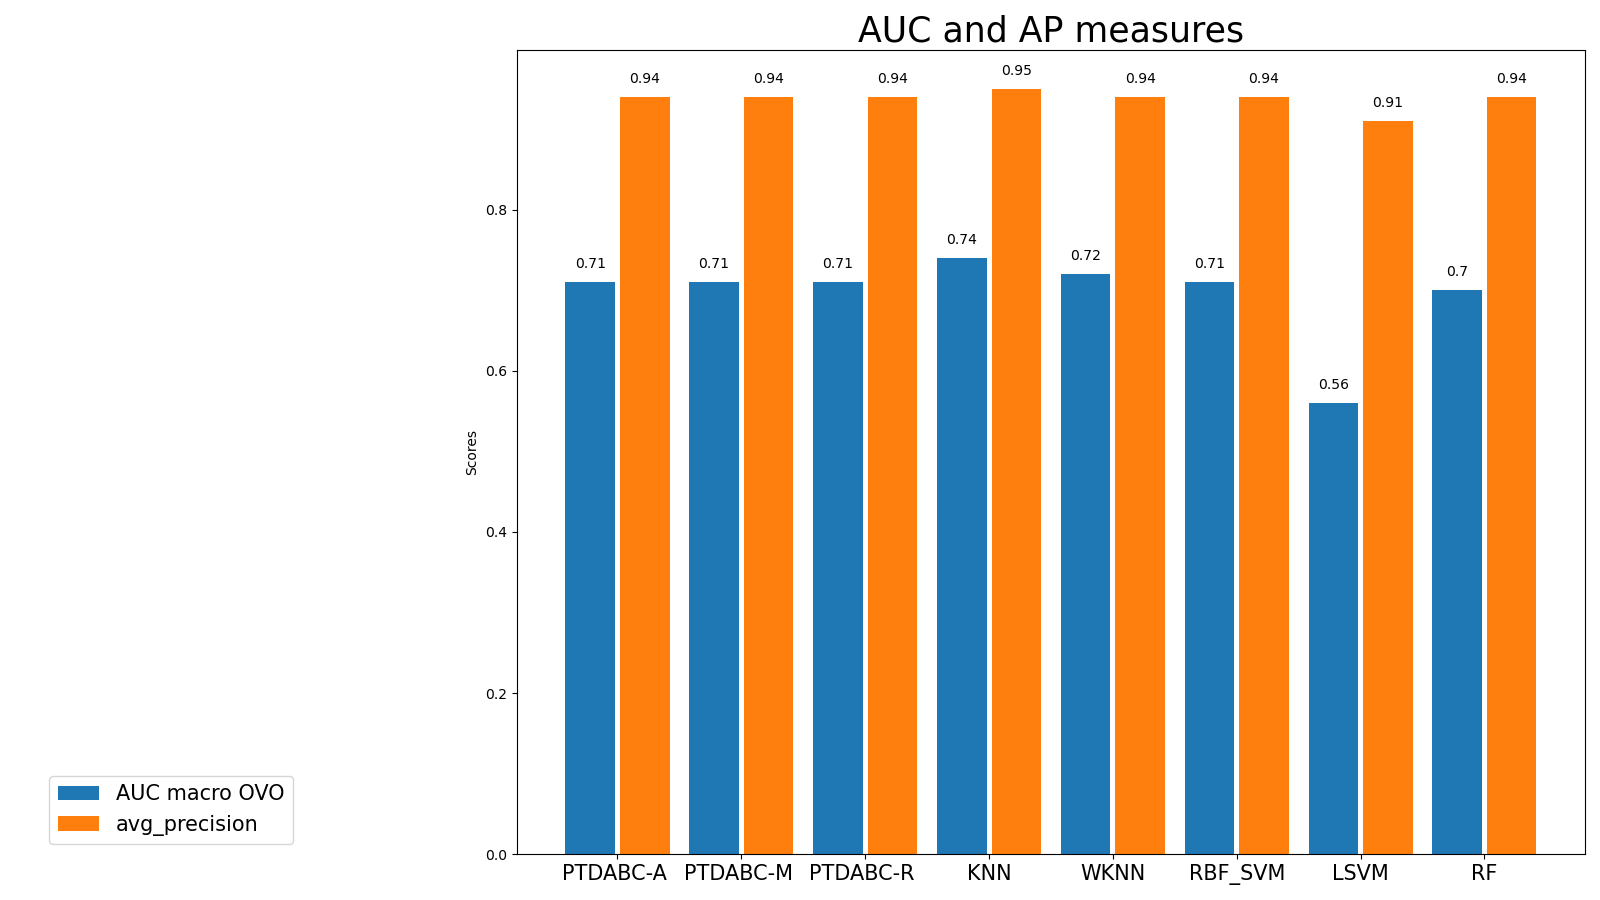 AUC and AP measures
0.94 0.94 0.94 0.95 0.94 0.94 0.91 0.94
0.71 0.71 0.71 0.74 0.72 0.71 0.56 0.7
0.8
0.6
Scores
0.4
0.2
0.0
PTDABC-A PTDABC-M PTDABC-R KNN WKNN RBF_SVM LSVM RF
AUC macro OVO
avg_precision